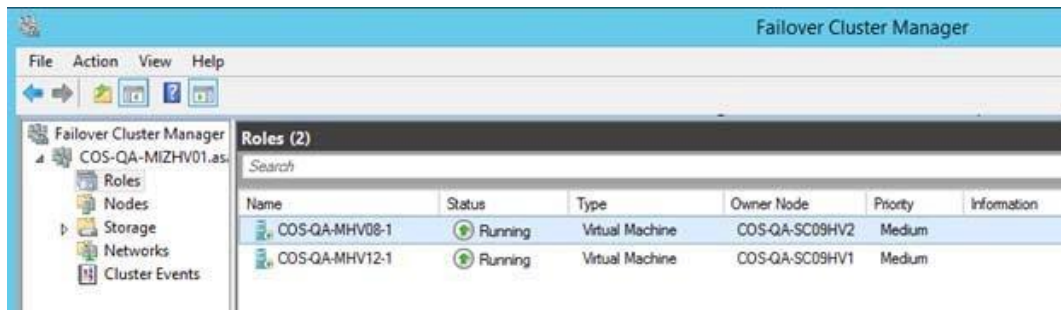 Failover Cluster Manager
File Action View Help
Failover Cluster Manager
COS-QA-MIZHV01.as
Roles
Nodes
Storage
Networks
Cluster Events
Roles (2)
Search
Name Status Type Owner Node Priority Information
COS-QA-MHV08-1 Running Virtual Machine COS-QA-SC09HV2 Medium
COS-QA-MHV12-1 Running Virtual Machine COS-QA-SC09HV1 Medium